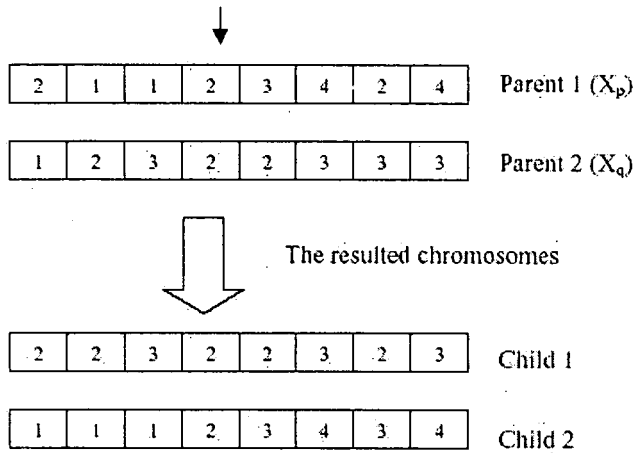 2 1 1 2 3 4 2 4 Parent 1 (Xp)
1 2 3 2 2 3 3 3 Parent 2 (Xq)
The resulted chromosomes
2 2 3 2 2 3 2 3 Child 1
1 1 1 2 3 4 3 4 Child 2